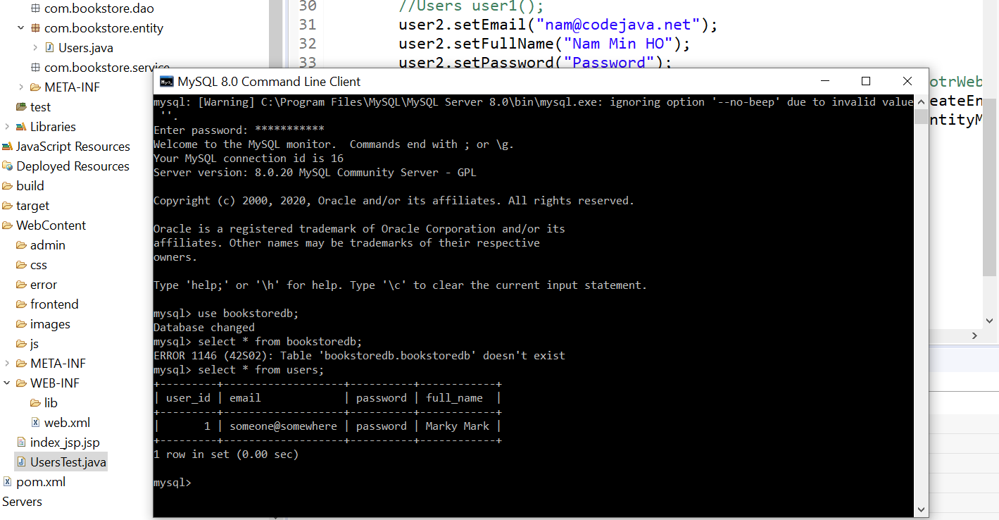 com.bookstore.dao
com.bookstore.entity
Users.java
com.bookstore.service
META-INF
test
Libraries
JavaScript Resources
Deployed Resources
build
target
WebContent
admin
css
error
frontend
images
js
META-INF
WEB-INF
lib
web.xml
index_jsp.jsp
UsersTest.java
pom.xml
Servers
30 //Users user1();
31 user2.setEmail("nam@codejava.net");
32 user2.setFullName("Nam Min HO");
33 user2.setPassword("Password");
otrWeb
eateEn
ntityM
MySQL 8.0 Command Line Client
mysql: [Warning] C:\Program Files\MySQL\MySQL Server 8.0\bin\mysql.exe: ignoring option '--no-beep' due to invalid value
''.
Enter password: ***********
Welcome to the MySQL monitor.  Commands end with ; or \g.
Your MySQL connection id is 16
Server version: 8.0.20 MySQL Community Server - GPL
Copyright (c) 2000, 2020, Oracle and/or its affiliates. All rights reserved.
Oracle is a registered trademark of Oracle Corporation and/or its
affiliates. Other names may be trademarks of their respective
owners.
Type 'help;' or '\h' for help. Type '\c' to clear the current input statement.
mysql> use bookstoredb;
Database changed
mysql> select * from bookstoredb;
ERROR 1146 (42S02): Table 'bookstoredb.bookstoredb' doesn't exist
mysql> select * from users;
+---------+-------------------+----------+------------+
| user_id | email             | password | full_name  |
+---------+-------------------+----------+------------+
|       1 | someone@somewhere | password | Marky Mark |
+---------+-------------------+----------+------------+
1 row in set (0.00 sec)
mysql>